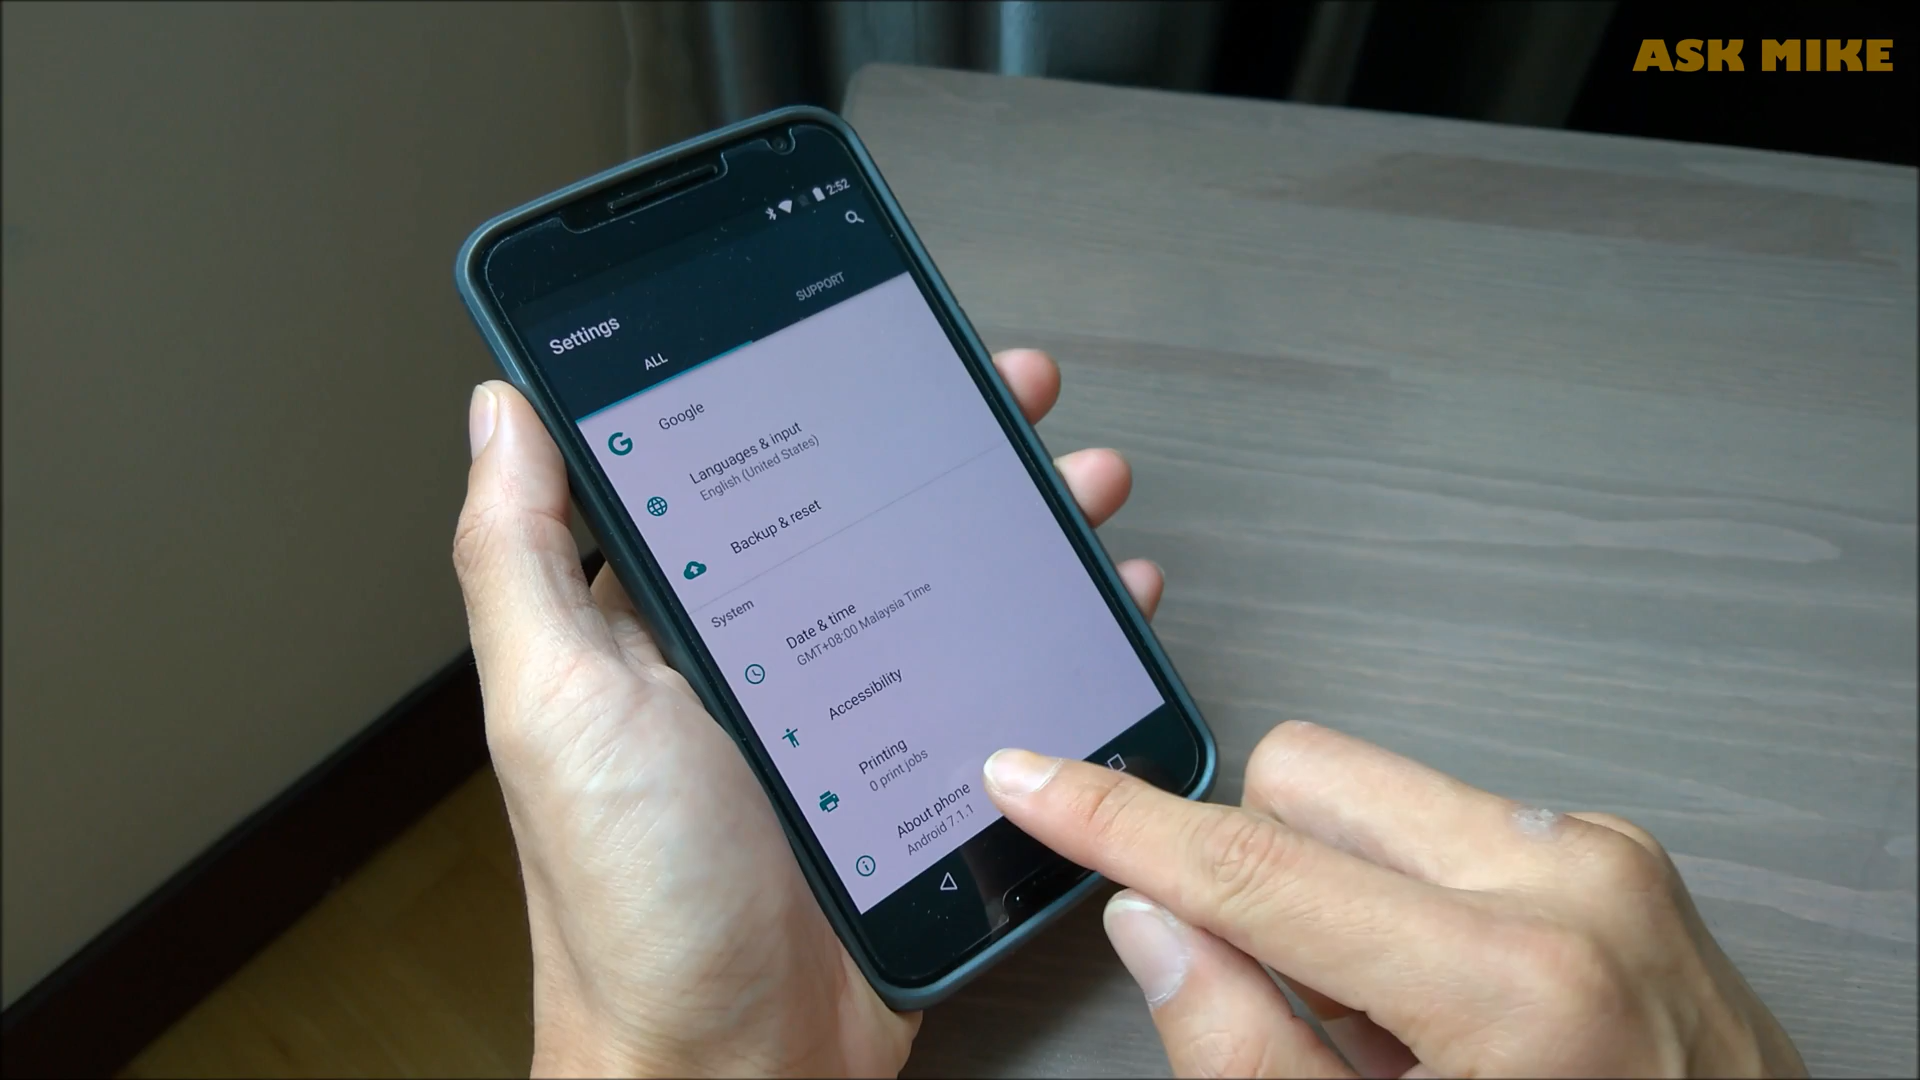 ASK MIKE
2:52
SUPPORT
Settings
ALL
Google
Languages & input
English (United States)
Backup & reset
System
Date & time
GMT+08:00 Malaysia Time
Accessibility
Printing
0 print jobs
About phone
Android 7.1.1